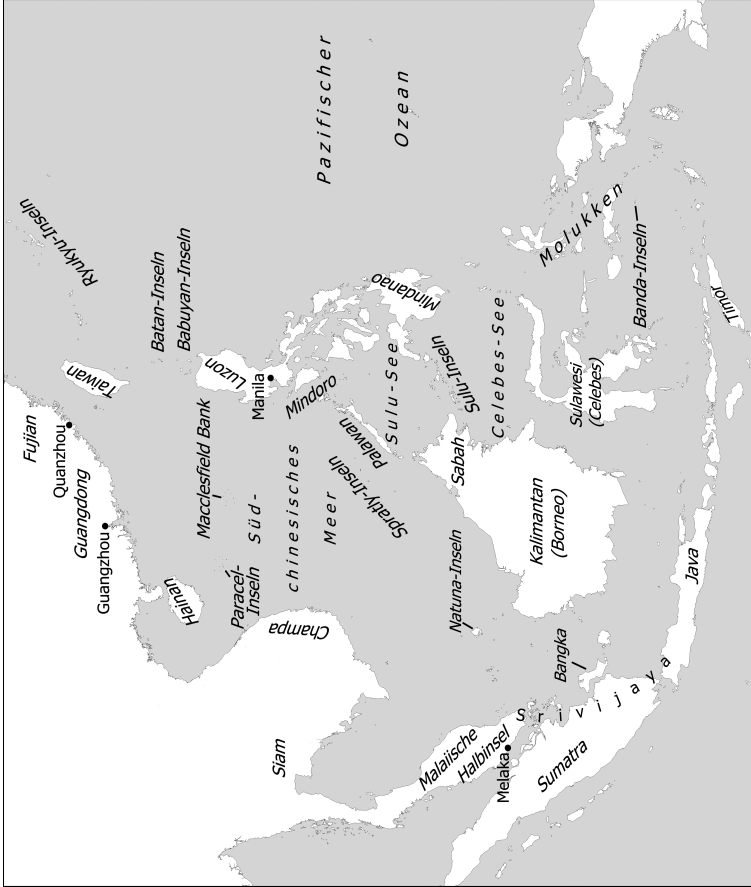 Fujian
Quanzhou
Guangdong
Guangzhou
Ryukyu-Inseln
Taiwan
Hainan
Batan-Inseln
Babuyan-Inseln
Luzon
Manila
Macclesfield Bank
Paracel-
Inseln
Süd-
chinesisches
Meer
Pazifischer
Ozean
Champa
Siam
Mindoro
Palawan
Spratly-Inseln
Sulu-See
Mindanao
Sulu-Inseln
Celebes-See
Sabah
Natuna-Inseln
Kalimantan
(Borneo)
Malaiische
Halbinsel
Melaka
Srivijaya
Bangka
Sumatra
Sulawesi
(Celebes)
Molukken
Banda-Inseln
Java
Timor